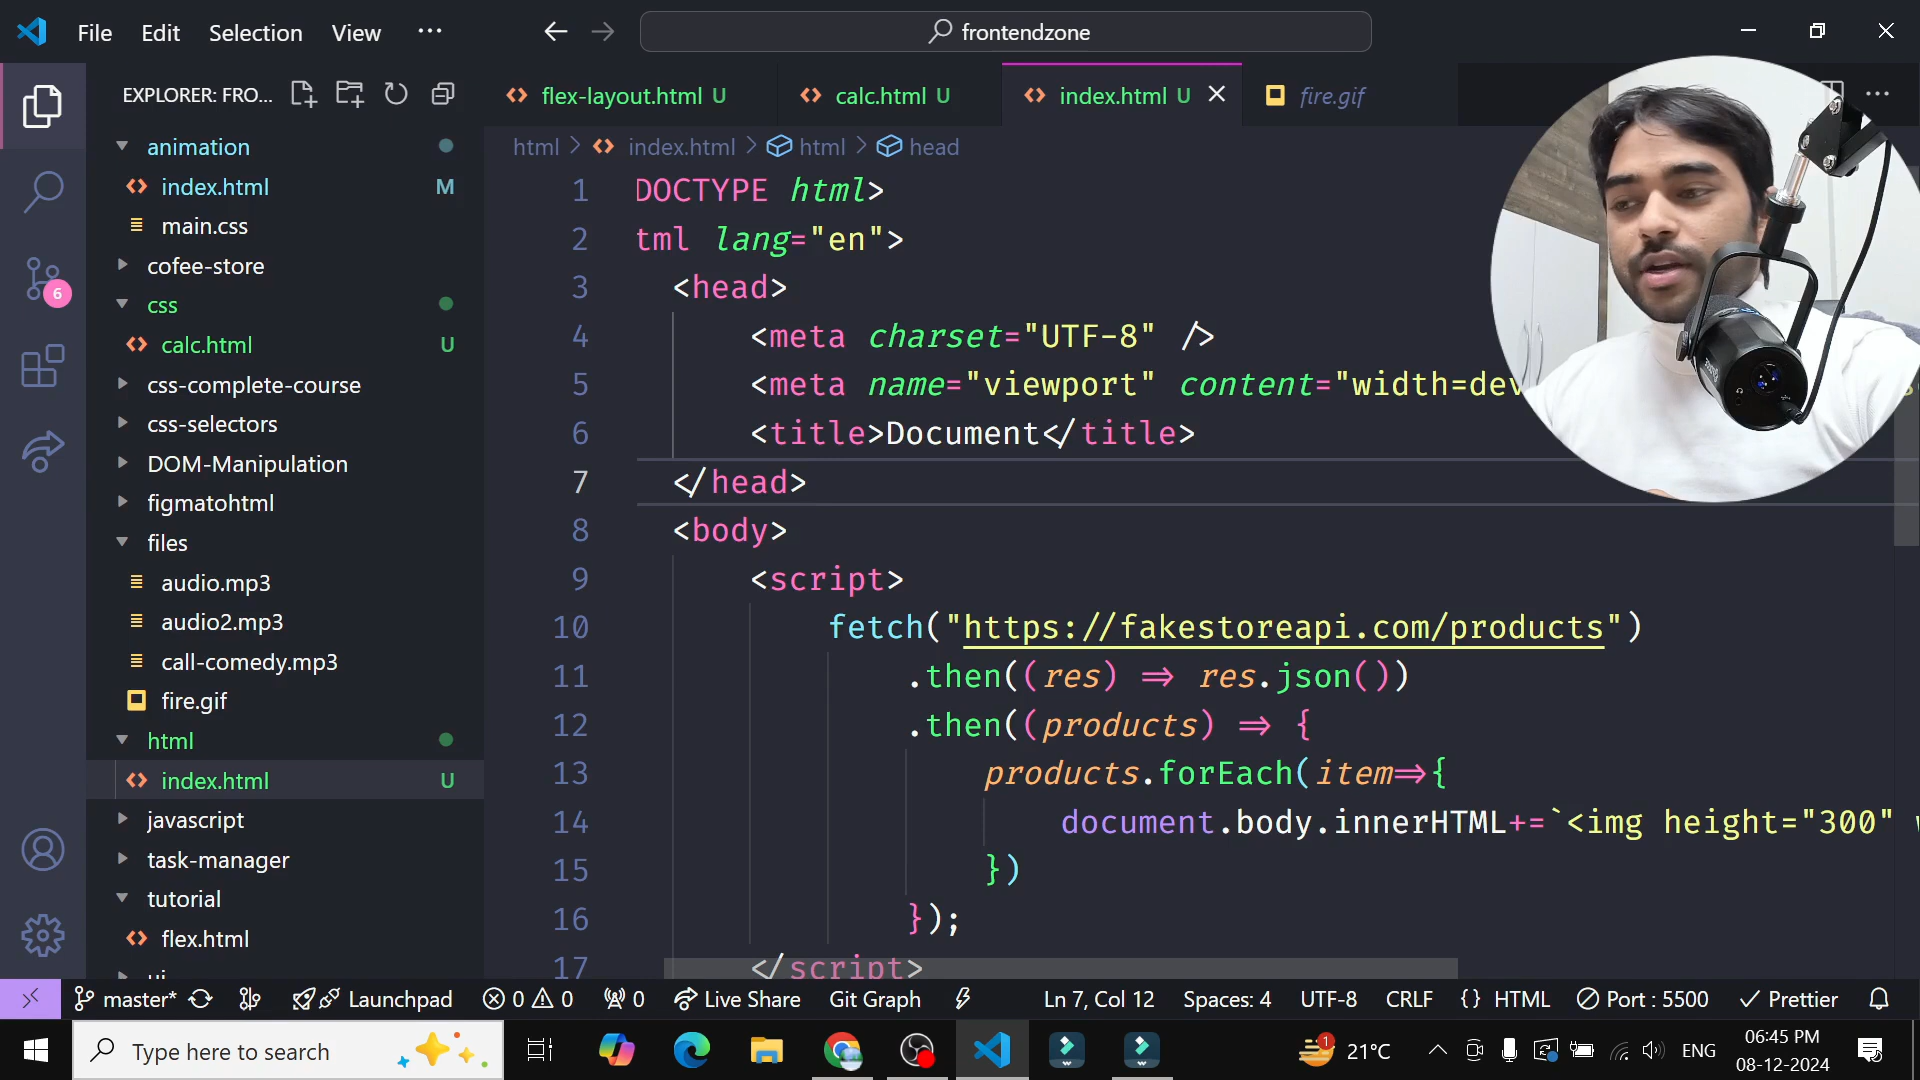 File Edit Selection View ···
frontendzone
EXPLORER: FRO...
flex-layout.html U
calc.html U
index.html U
fire.gif
html > index.html > html > head
animation
index.html M
main.css
cofee-store
css
calc.html U
css-complete-course
css-selectors
DOM-Manipulation
figmatohtml
files
audio.mp3
audio2.mp3
call-comedy.mp3
fire.gif
html
index.html U
javascript
task-manager
tutorial
flex.html
6
1 DOCTYPE html>
2 tml lang="en">
3 <head>
4 <meta charset="UTF-8" />
5 <meta name="viewport" content="width=dev
6 <title>Document</title>
7 </head>
8 <body>
9 <script>
10 fetch("https://fakestoreapi.com/products")
11 .then((res) => res.json())
12 .then((products) => {
13 products.forEach(item=>{
14 document.body.innerHTML+=`<img height="300"
15 })
16 });
17 </script>
master* Launchpad 0 0 0 Live Share Git Graph Ln 7, Col 12 Spaces: 4 UTF-8 CRLF {} HTML Port : 5500 Prettier
Type here to search
1 21°C ENG
06:45 PM
08-12-2024